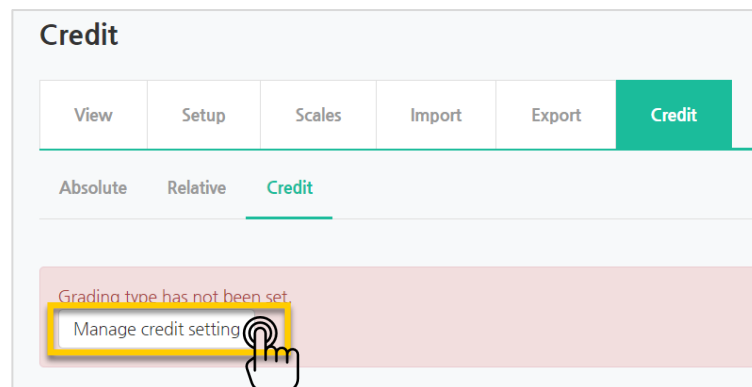 Credit
View Setup Scales Import Export Credit
Absolute Relative Credit
Grading type has not been set.
Manage credit setting